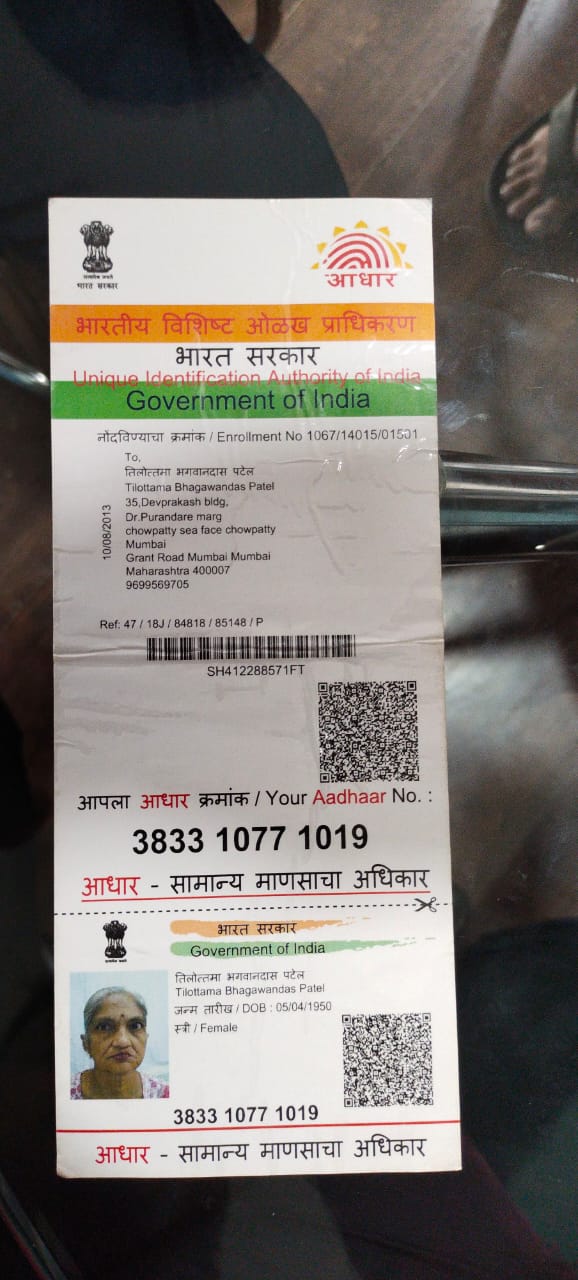 सत्यमेव जयते
भारत सरकार
आधार
भारतीय विशिष्ट ओळख प्राधिकरण
भारत सरकार
Unique Identification Authority of India
Government of India
नोंदविण्याचा क्रमांक / Enrollment No 1067/14015/01501
To,
तिलोत्तमा भगवानदास पटेल
Tilottama Bhagawandas Patel
35,Devprakash bldg,
Dr.Purandare marg
chowpatty sea face chowpatty
Mumbai
Grant Road Mumbai Mumbai
Maharashtra 400007
9699569705
10/08/2013
Ref: 47 / 18J / 84818 / 85148 / P
SH412288571FT
आपला आधार क्रमांक / Your Aadhaar No. :
3833 1077 1019
आधार - सामान्य माणसाचा अधिकार
भारत सरकार
Government of India
तिलोत्तमा भगवानदास पटेल
Tilottama Bhagawandas Patel
जन्म तारीख / DOB : 05/04/1950
स्त्री / Female
3833 1077 1019
आधार - सामान्य माणसाचा अधिकार